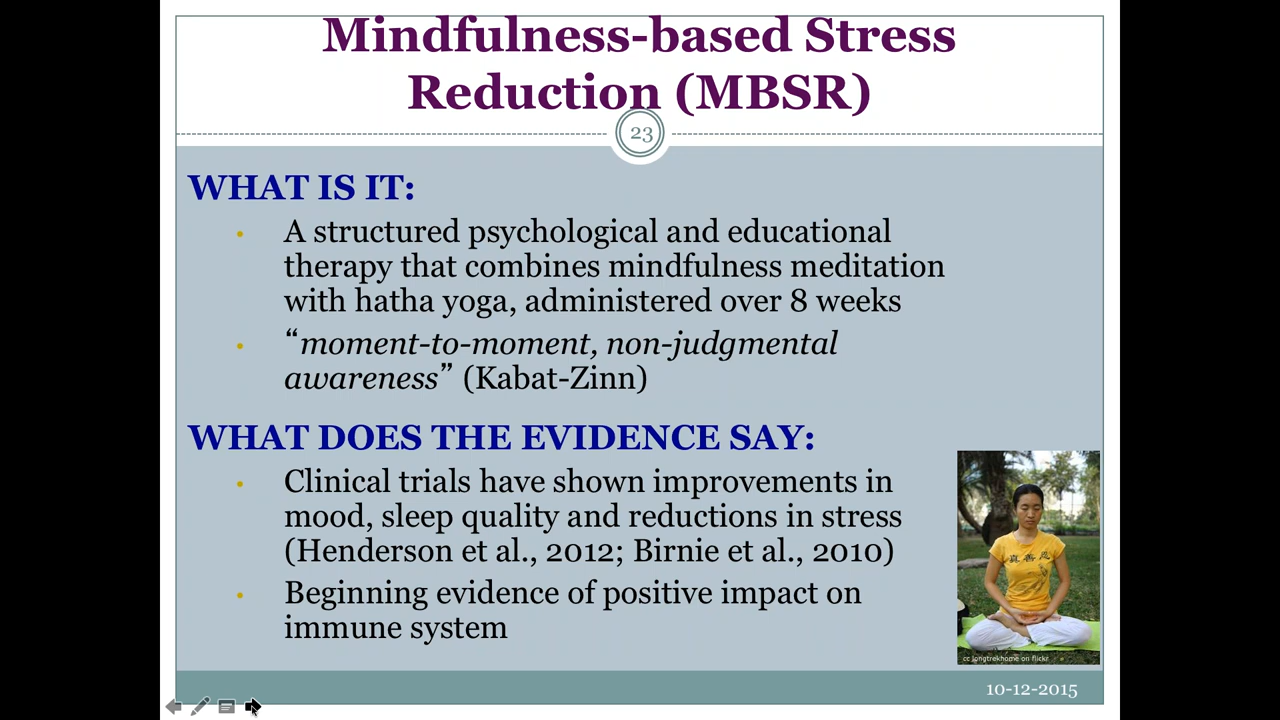 Mindfulness-based Stress
Reduction (MBSR)
23
WHAT IS IT:
• A structured psychological and educational
therapy that combines mindfulness meditation
with hatha yoga, administered over 8 weeks
• “moment-to-moment, non-judgmental
awareness” (Kabat-Zinn)
WHAT DOES THE EVIDENCE SAY:
• Clinical trials have shown improvements in
mood, sleep quality and reductions in stress
(Henderson et al., 2012; Birnie et al., 2010)
• Beginning evidence of positive impact on
immune system
真善忍
cc longtrekhome on flickr
10-12-2015